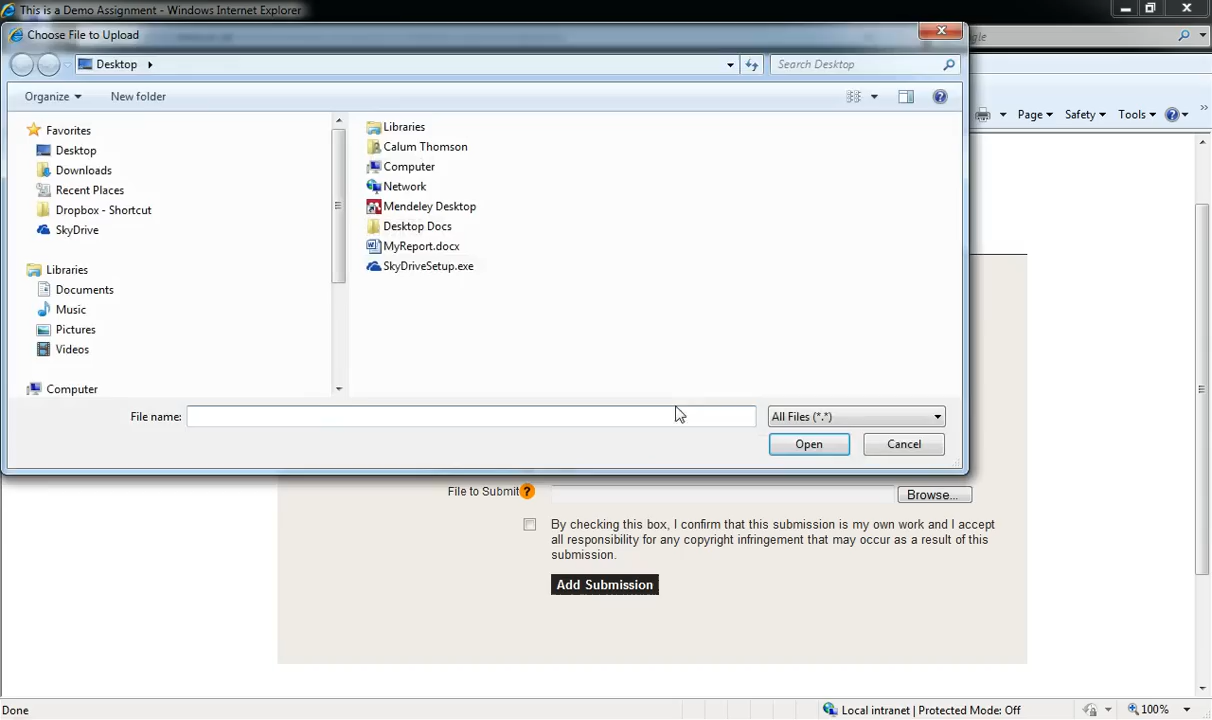 This is a Demo Assignment - Windows Internet Explorer
Choose File to Upload
Desktop
Search Desktop
Organize
New folder
Page
Safety
Tools
Favorites
Desktop
Downloads
Recent Places
Dropbox - Shortcut
SkyDrive
Libraries
Documents
Music
Pictures
Videos
Computer
Libraries
Calum Thomson
Computer
Network
Mendeley Desktop
Desktop Docs
MyReport.docx
SkyDriveSetup.exe
File name:
All Files (*.*)
Open
Cancel
File to Submit
?
Browse...
By checking this box, I confirm that this submission is my own work and I accept
all responsibility for any copyright infringement that may occur as a result of this
submission.
Add Submission
Done
Local intranet | Protected Mode: Off
100%